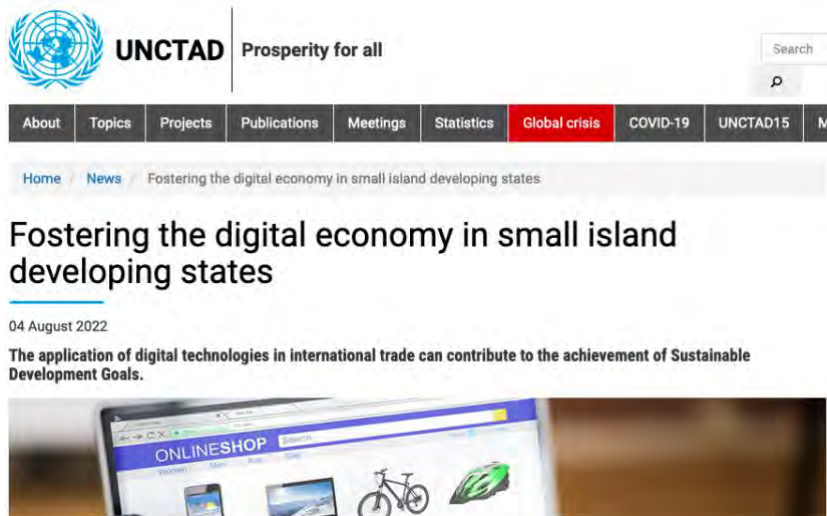 UNCTAD
Prosperity for all
Search
About Topics Projects Publications Meetings Statistics Global crisis COVID-19 UNCTAD15 M
Home / News / Fostering the digital economy in small island developing states
Fostering the digital economy in small island
developing states
04 August 2022
The application of digital technologies in international trade can contribute to the achievement of Sustainable
Development Goals.
ONLINESHOP Search
Women Men Kids